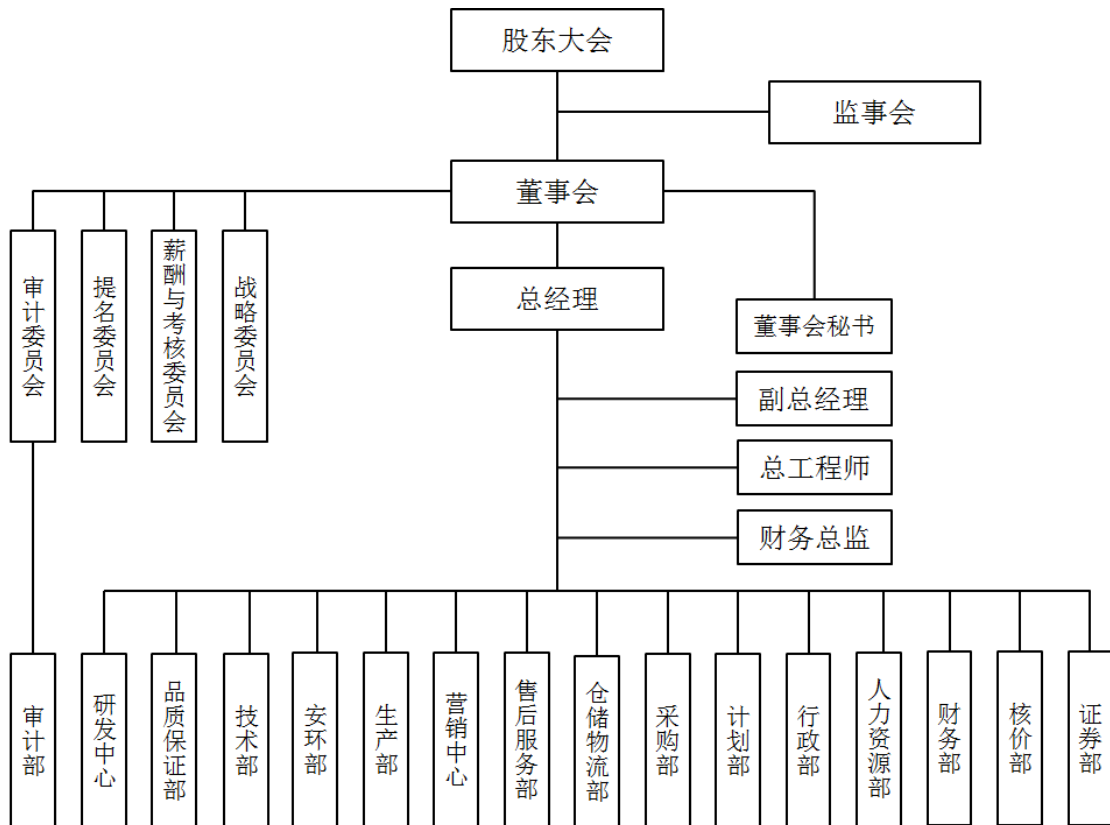 股东大会
监事会
董事会
审计委员会
提名委员会
薪酬与考核委员会
战略委员会
总经理
董事会秘书
副总经理
总工程师
财务总监
审计部
研发中心
品质保证部
技术部
安环部
生产部
营销中心
售后服务部
仓储物流部
采购部
计划部
行政部
人力资源部
财务部
核价部
证券部